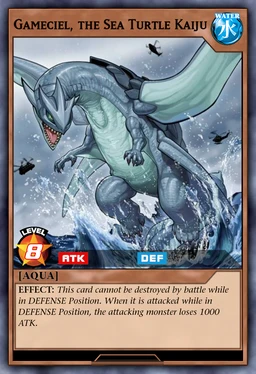 Gameciel, the Sea Turtle Kaiju
WATER
水
LEVEL
8
ATK
DEF
[AQUA]
EFFECT: This card cannot be destroyed by battle while
in DEFENSE Position. When it is attacked while in
DEFENSE Position, the attacking monster loses 1000
ATK.